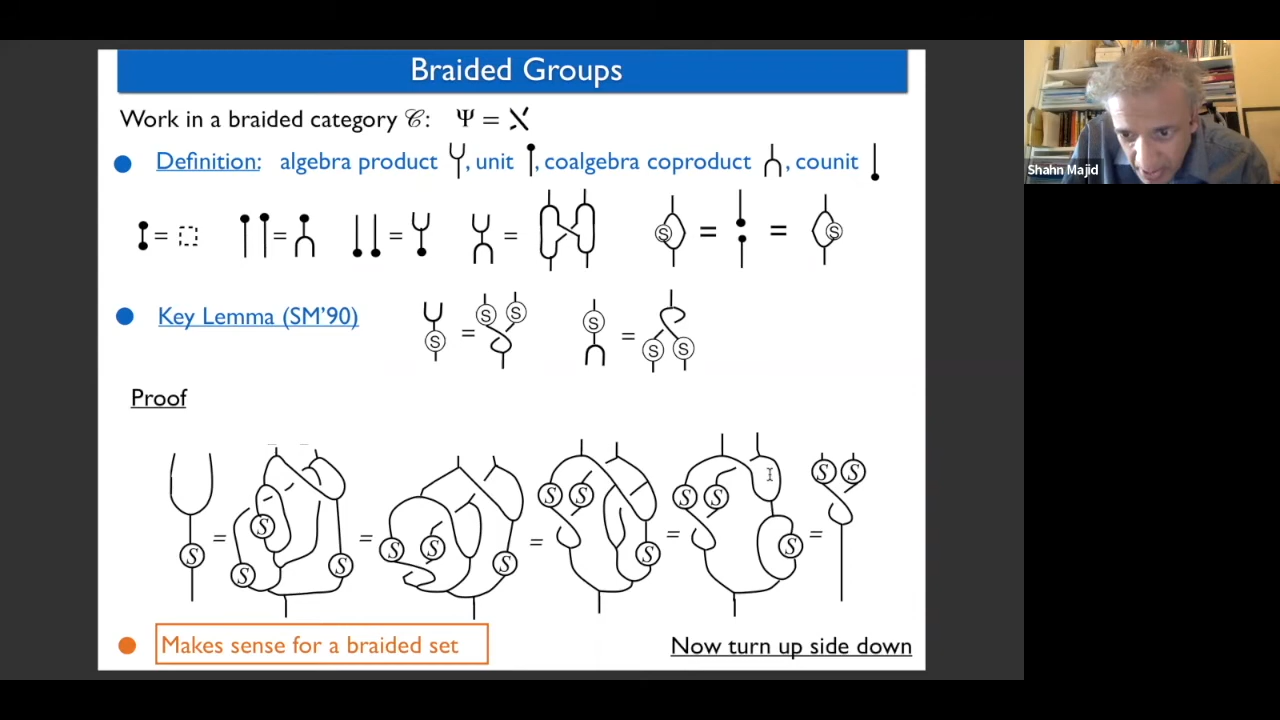 Braided Groups
Work in a braided category 𝒞: Ψ =
Definition: algebra product , unit , coalgebra coproduct , counit
= = = = = =
S S
Key Lemma (SM'90)
S = S S S = S S
Proof
S = S S S = S S S = S S S = S S S = S S
Makes sense for a braided set
Now turn up side down
Shahn Majid